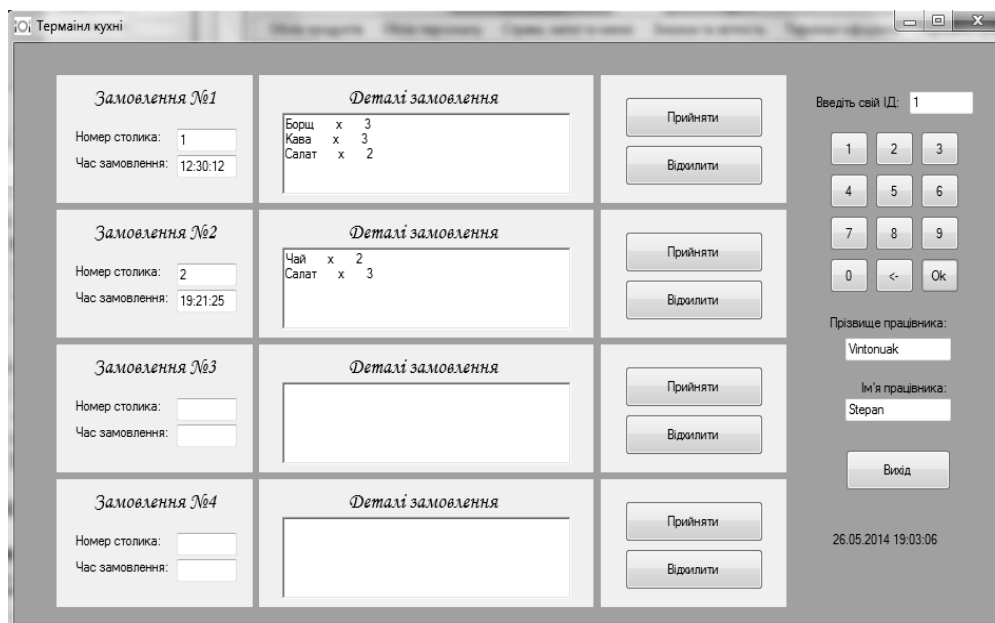 Термаінл кухні
Замовлення №1
Номер столика: 1
Час замовлення: 12:30:12
Деталі замовлення
Борщ x 3
Кава x 3
Салат x 2
Прийняти
Відхилити
Замовлення №2
Номер столика: 2
Час замовлення: 19:21:25
Деталі замовлення
Чай x 2
Салат x 3
Прийняти
Відхилити
Замовлення №3
Номер столика:
Час замовлення:
Деталі замовлення
Прийняти
Відхилити
Замовлення №4
Номер столика:
Час замовлення:
Деталі замовлення
Прийняти
Відхилити
Введіть свій ІД: 1
1 2 3
4 5 6
7 8 9
0 <- Ok
Прізвище працівника:
Vintonuak
Ім'я працівника:
Stepan
Вихід
26.05.2014 19:03:06